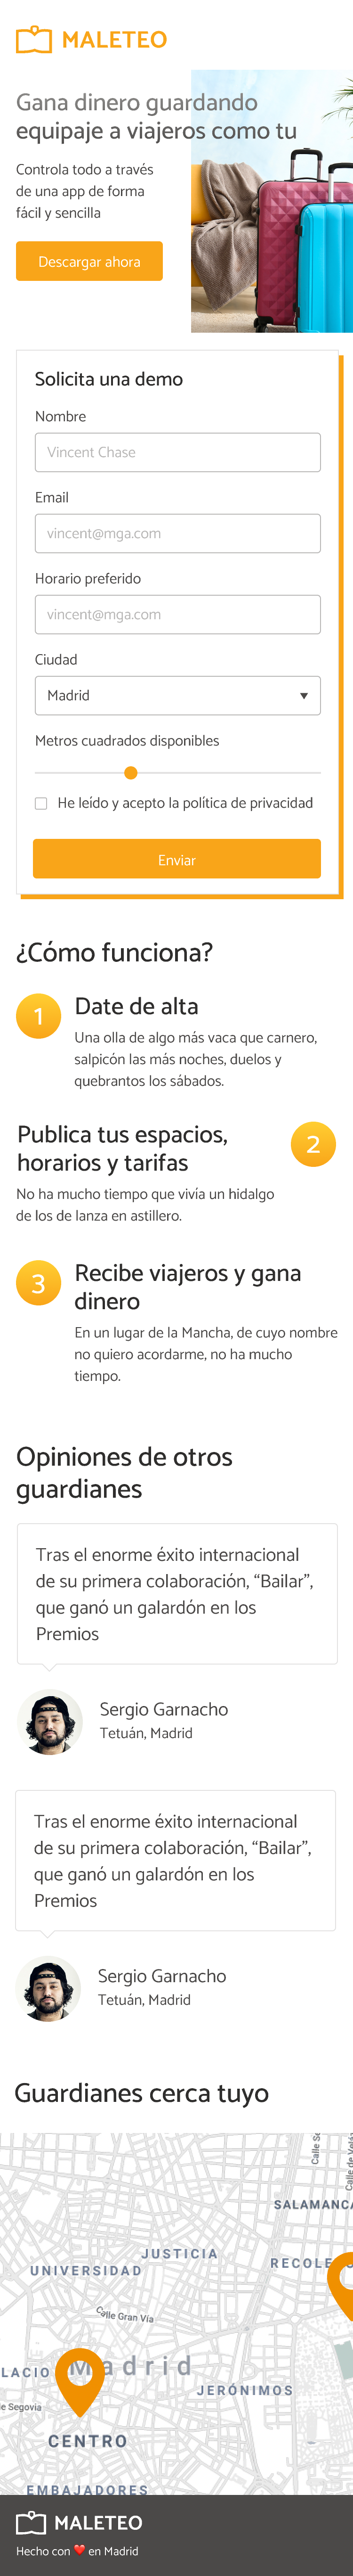 MALETEO
Gana dinero guardando
equipaje a viajeros como tu
Controla todo a través
de una app de forma
fácil y sencilla
Descargar ahora
Solicita una demo
Nombre
Vincent Chase
Email
vincent@mga.com
Horario preferido
vincent@mga.com
Ciudad
Madrid
Metros cuadrados disponibles
He leído y acepto la política de privacidad
Enviar
¿Cómo funciona?
1
Date de alta
Una olla de algo más vaca que carnero,
salpicón las más noches, duelos y
quebrantos los sábados.
Publica tus espacios,
horarios y tarifas
2
No ha mucho tiempo que vivía un hidalgo
de los de lanza en astillero.
3
Recibe viajeros y gana
dinero
En un lugar de la Mancha, de cuyo nombre
no quiero acordarme, no ha mucho
tiempo.
Opiniones de otros
guardianes
Tras el enorme éxito internacional
de su primera colaboración, “Bailar”,
que ganó un galardón en los
Premios
Sergio Garnacho
Tetuán, Madrid
Tras el enorme éxito internacional
de su primera colaboración, “Bailar”,
que ganó un galardón en los
Premios
Sergio Garnacho
Tetuán, Madrid
Guardianes cerca tuyo
Calle Se
Calle de Veláz
SALAMANCA
JUSTICIA
RECOLE
UNIVERSIDAD
Calle Gran Vía
Madrid
LACIO
JERÓNIMOS
e Segovia
CENTRO
EMBAJADORES
MALETEO
Hecho con ❤️ en Madrid